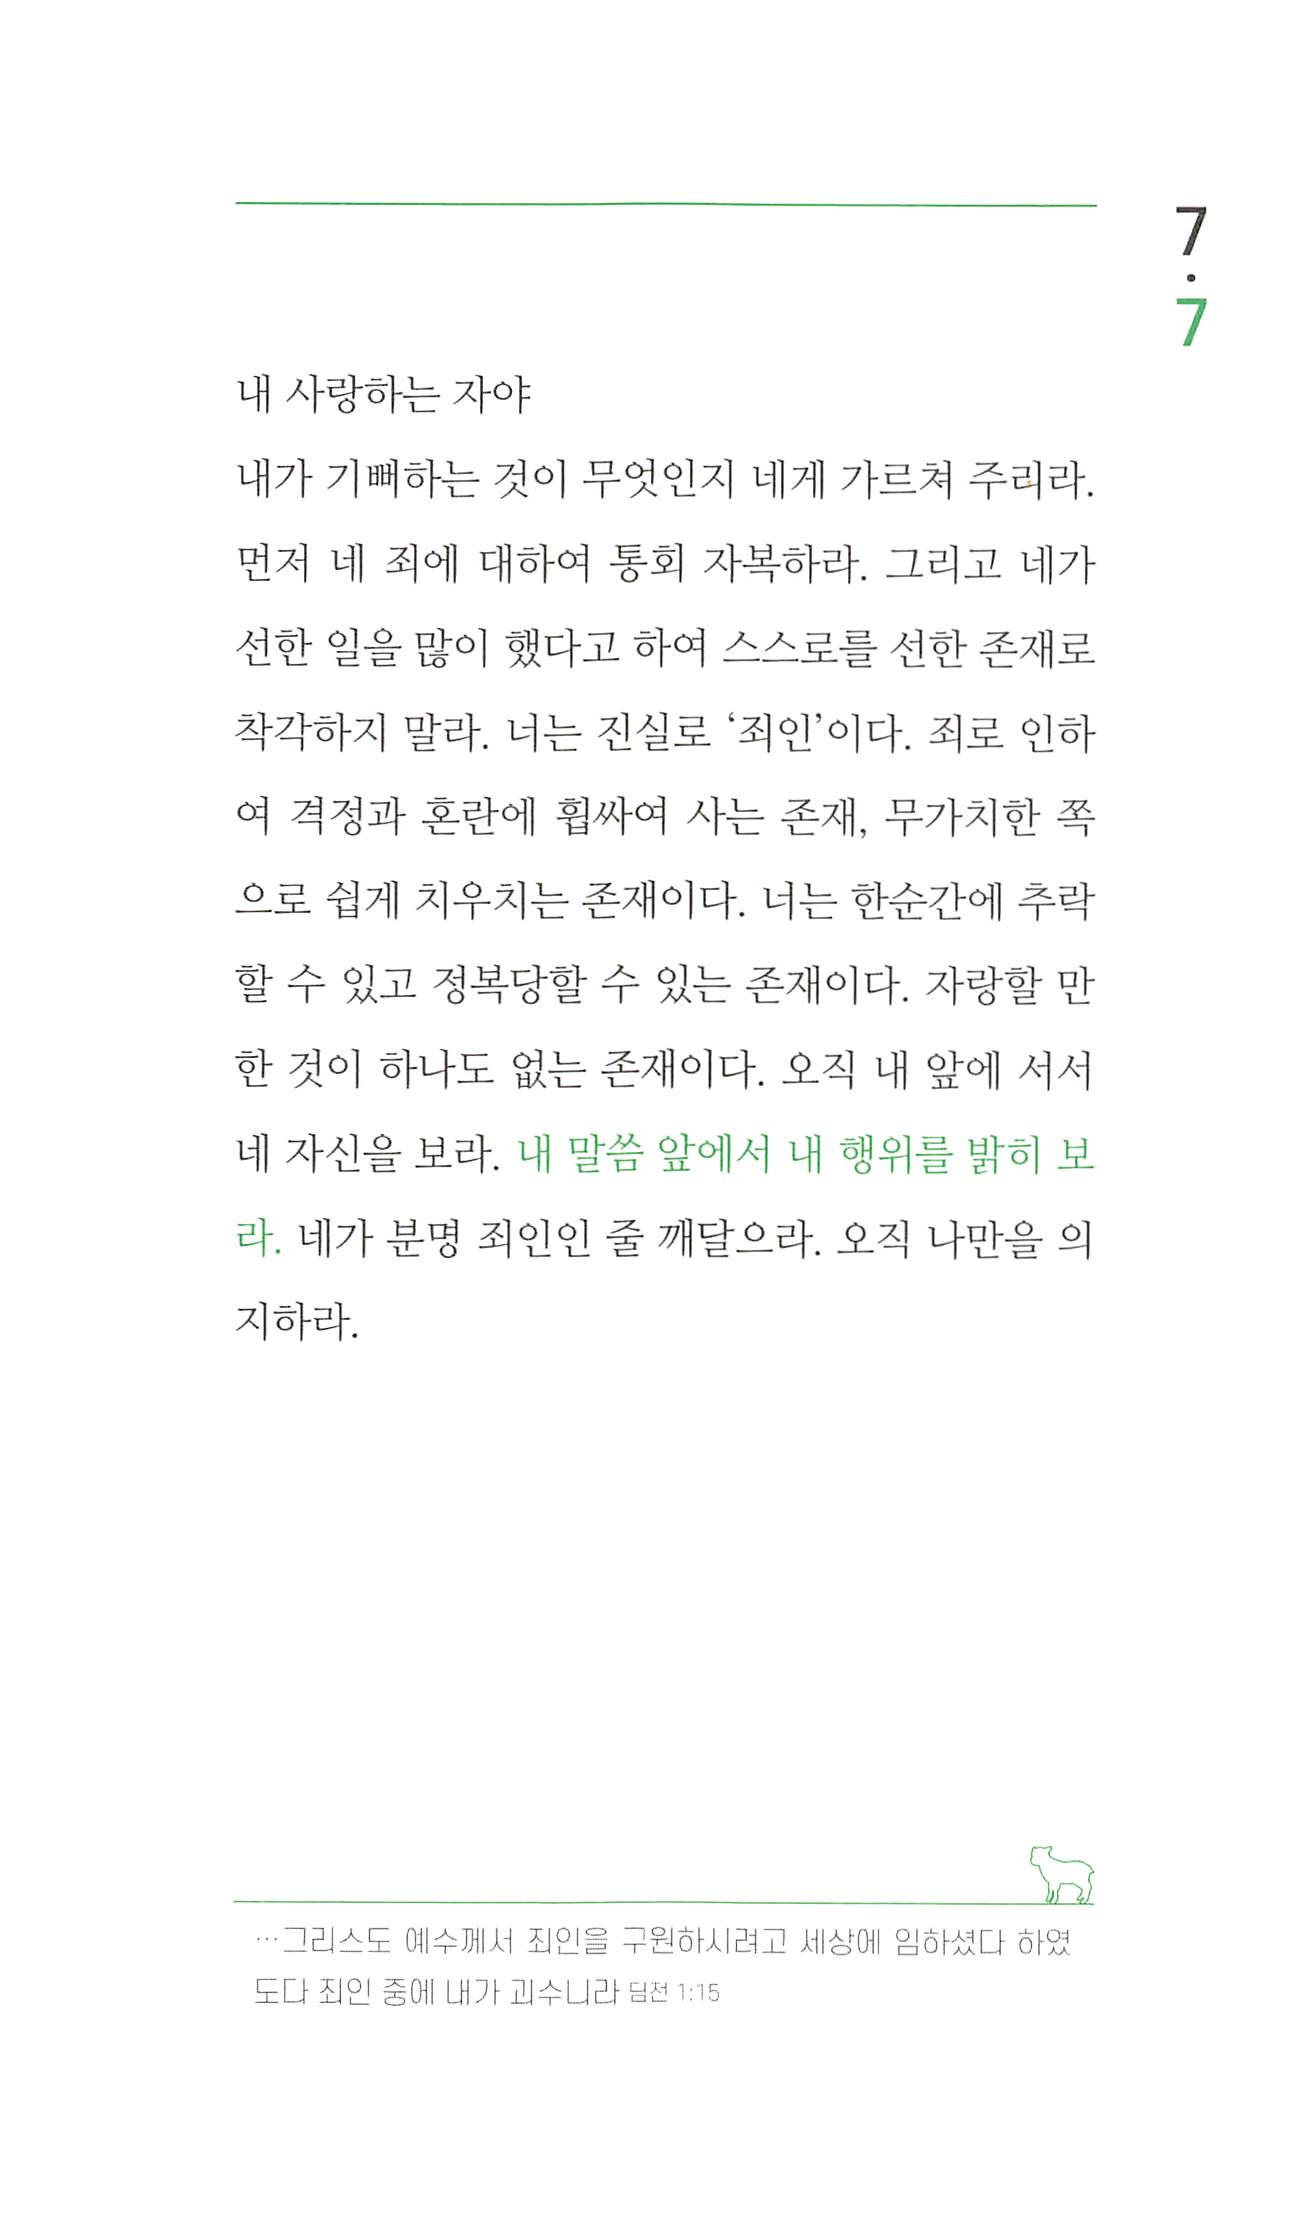 7
·
7
내 사랑하는 자야
내가 기뻐하는 것이 무엇인지 네게 가르쳐 주리라.
먼저 네 죄에 대하여 통회 자복하라. 그리고 네가
선한 일을 많이 했다고 하여 스스로를 선한 존재로
착각하지 말라. 너는 진실로 ‘죄인’이다. 죄로 인하
여 격정과 혼란에 휩싸여 사는 존재, 무가치한 쪽
으로 쉽게 치우치는 존재이다. 너는 한순간에 추락
할 수 있고 정복당할 수 있는 존재이다. 자랑할 만
한 것이 하나도 없는 존재이다. 오직 내 앞에 서서
네 자신을 보라. 내 말씀 앞에서 내 행위를 밝히 보
라. 네가 분명 죄인인 줄 깨달으라. 오직 나만을 의
지하라.
…그리스도 예수께서 죄인을 구원하시려고 세상에 임하셨다 하였
도다 죄인 중에 내가 괴수니라 딤전 1:15